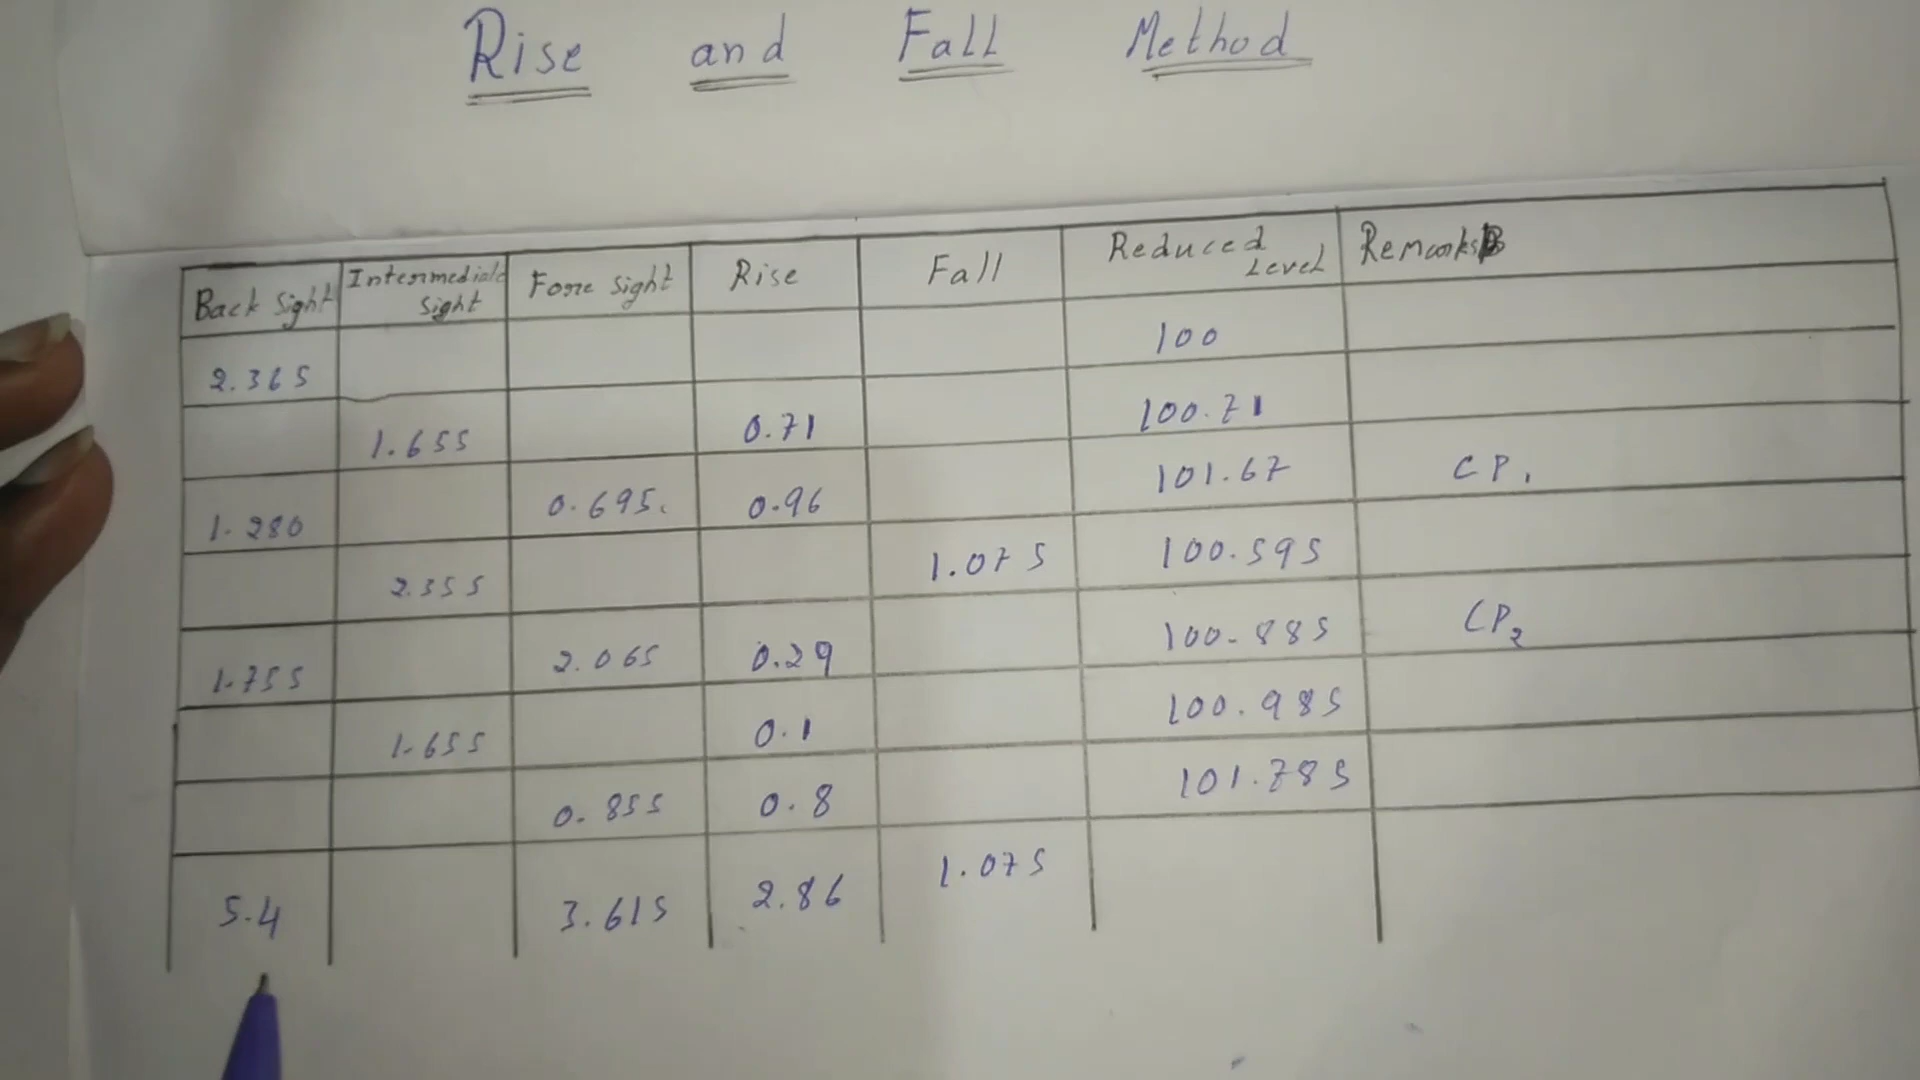 Rise and Fall Method
Back Sight Intermediate Sight Fore Sight Rise Fall Reduced Level Remarks
2.365 100
1.655 0.71 100.71
1.280 0.695. 0.96 101.67 CP1
2.355 1.075 100.595
1.755 2.065 0.29 100.885 CP2
1.655 0.1 100.985
0.855 0.8 101.785
5.4 3.615 2.86 1.075